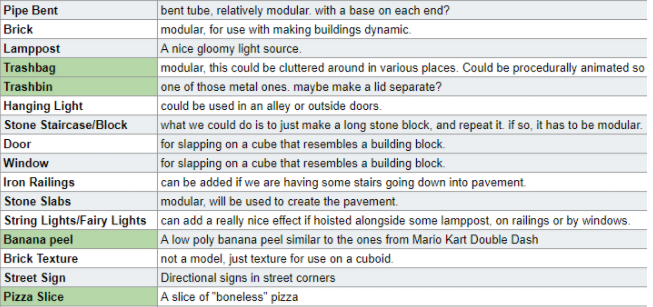 Pipe Bent bent tube, relatively modular. with a base on each end?
Brick modular, for use with making buildings dynamic.
Lamppost A nice gloomy light source.
Trashbag modular, this could be cluttered around in various places. Could be procedurally animated so
Trashbin one of those metal ones. maybe make a lid separate?
Hanging Light could be used in an alley or outside doors.
Stone Staircase/Block what we could do is to just make a long stone block, and repeat it. if so, it has to be modular.
Door for slapping on a cube that resembles a building block.
Window for slapping on a cube that resembles a building block.
Iron Railings can be added if we are having some stairs going down into pavement.
Stone Slabs modular, will be used to create the pavement.
String Lights/Fairy Lights can add a really nice effect if hoisted alongside some lamppost, on railings or by windows.
Banana peel A low poly banana peel similar to the ones from Mario Kart Double Dash
Brick Texture not a model, just texture for use on a cuboid.
Street Sign Directional signs in street corners
Pizza Slice A slice of "boneless" pizza